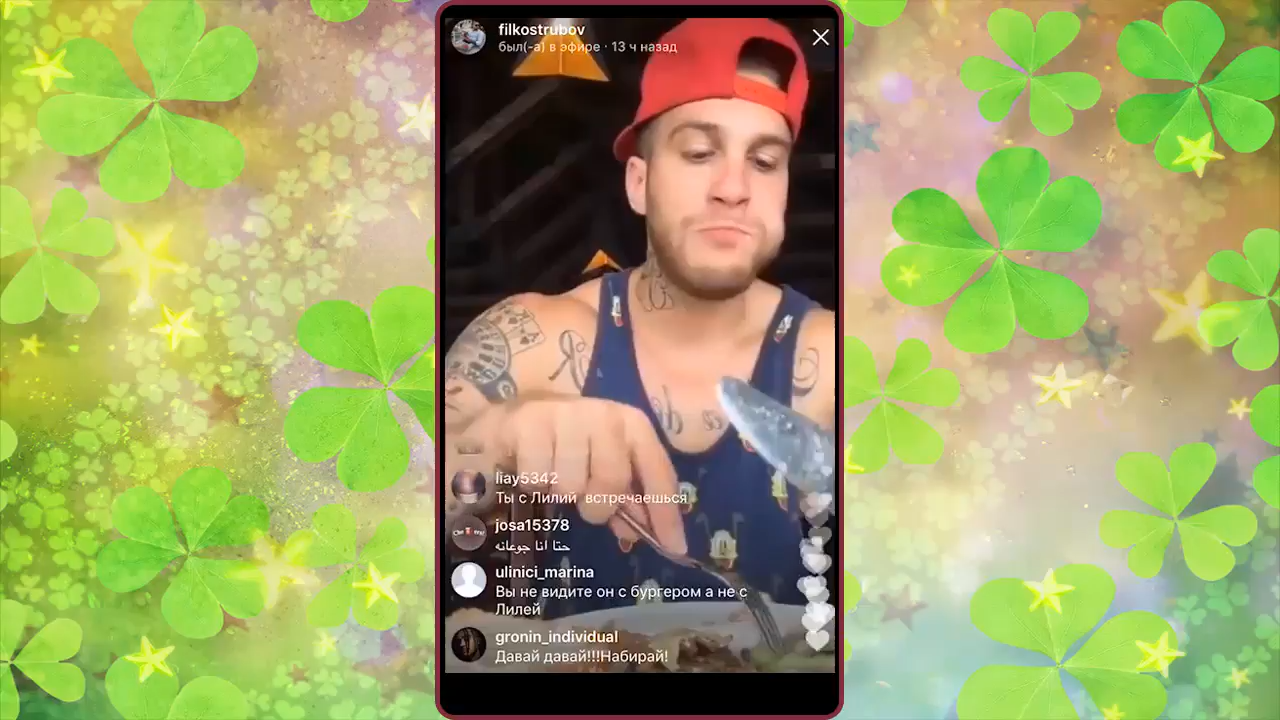 filkostrubov
был(-а) в эфире · 13 ч назад
liay5342
Ты с Лилий встречаешься
josa15378
حتا انا جوعانه
ulinici_marina
Вы не видите он с бургером а не с
Лилей
gronin_individual
Давай давай!!!Набирай!